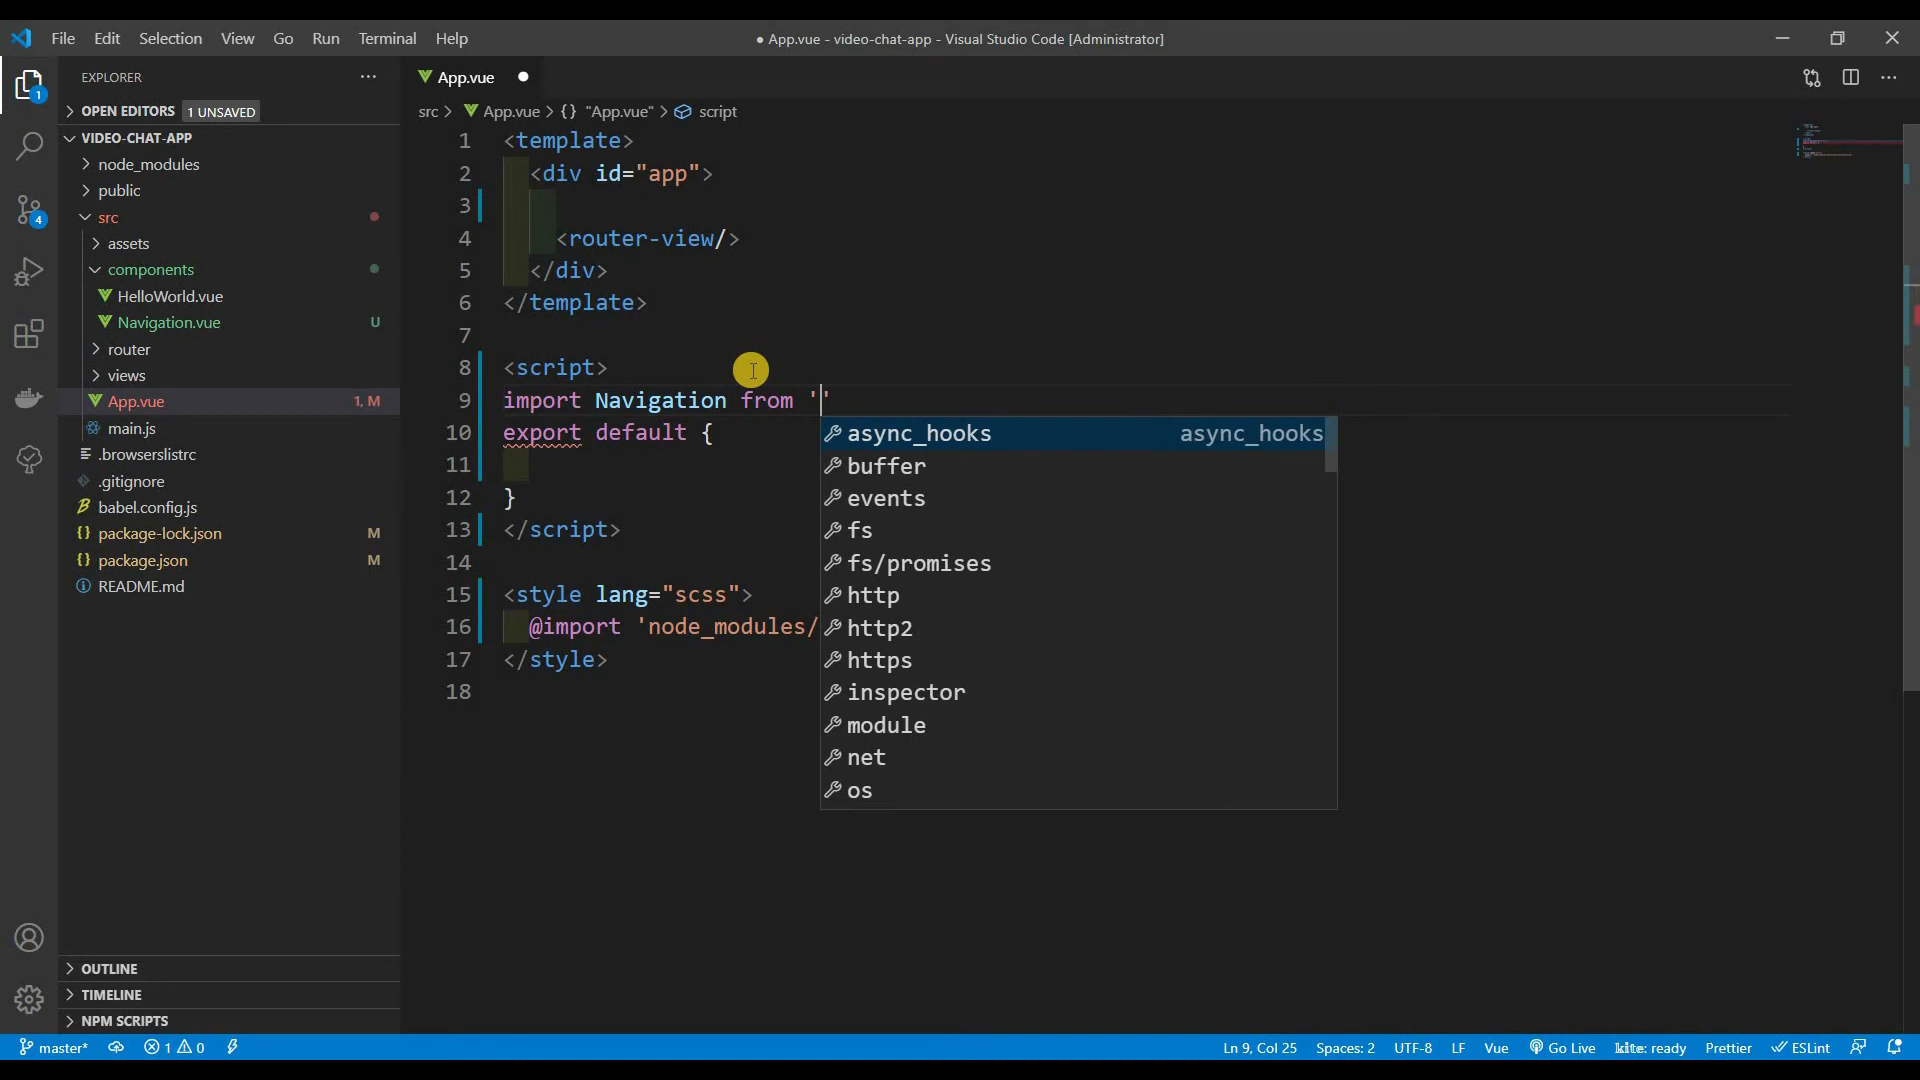 File Edit Selection View Go Run Terminal Help
● App.vue - video-chat-app - Visual Studio Code [Administrator]
EXPLORER
OPEN EDITORS 1 UNSAVED
VIDEO-CHAT-APP
node_modules
public
src
assets
components
HelloWorld.vue
Navigation.vue U
router
views
App.vue 1, M
main.js
.browserslistrc
.gitignore
babel.config.js
package-lock.json M
package.json M
README.md
OUTLINE
TIMELINE
NPM SCRIPTS
1
4
App.vue
src > App.vue > {} "App.vue" > script
1 <template>
2 <div id="app">
3
4 <router-view/>
5 </div>
6 </template>
7
8 <script>
9 import Navigation from ''
10 export default {
11
12 }
13 </script>
14
15 <style lang="scss">
16 @import 'node_modules/
17 </style>
18
async_hooks async_hooks
buffer
events
fs
fs/promises
http
http2
https
inspector
module
net
os
master* 1 0
Ln 9, Col 25 Spaces: 2 UTF-8 LF Vue Go Live kite: ready Prettier ESLint